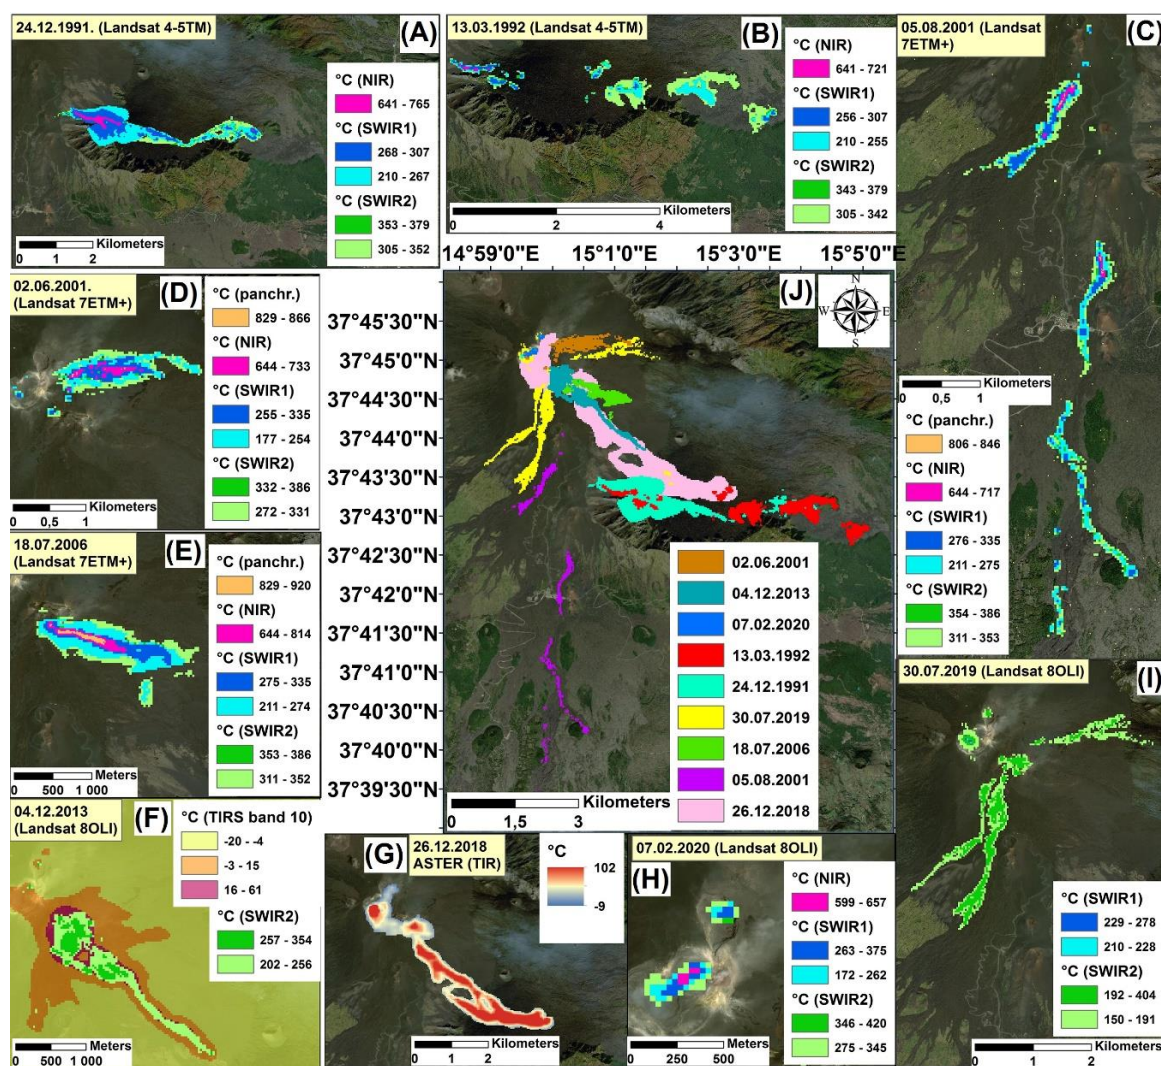 24.12.1991. (Landsat 4-5TM)
(A)
°C (NIR)
641 - 765
°C (SWIR1)
268 - 307
210 - 267
°C (SWIR2)
353 - 379
305 - 352
Kilometers
0 1 2
13.03.1992 (Landsat 4-5TM)
(B)
°C (NIR)
641 - 721
°C (SWIR1)
256 - 307
210 - 255
°C (SWIR2)
343 - 379
305 - 342
Kilometers
0 2 4
05.08.2001 (Landsat
7ETM+)
(C)
Kilometers
0 0,5 1
°C (panchr.)
806 - 846
°C (NIR)
644 - 717
°C (SWIR1)
276 - 335
211 - 275
°C (SWIR2)
354 - 386
311 - 353
02.06.2001.
(Landsat 7ETM+)
(D)
°C (panchr.)
829 - 866
°C (NIR)
644 - 733
°C (SWIR1)
255 - 335
177 - 254
°C (SWIR2)
332 - 386
272 - 331
Kilometers
0 0,5 1
18.07.2006
(Landsat 7ETM+)
(E)
°C (panchr.)
829 - 920
°C (NIR)
644 - 814
°C (SWIR1)
275 - 335
211 - 274
°C (SWIR2)
353 - 386
311 - 352
Meters
0 500 1 000
04.12.2013
(Landsat 8OLI)
(F)
°C (TIRS band 10)
-20 - -4
-3 - 15
16 - 61
°C (SWIR2)
257 - 354
202 - 256
Meters
0 500 1 000
(G)
26.12.2018
ASTER (TIR)
°C
102
-9
Kilometers
0 1 2
07.02.2020 (Landsat 8OLI)
(H)
°C (NIR)
599 - 657
°C (SWIR1)
263 - 375
172 - 262
°C (SWIR2)
346 - 420
275 - 345
Meters
0 250 500
30.07.2019 (Landsat 8OLI)
(I)
°C (SWIR1)
229 - 278
210 - 228
°C (SWIR2)
192 - 404
150 - 191
Kilometers
0 1 2
14°59'0"E 15°1'0"E 15°3'0"E 15°5'0"E
(J)
N
W E
S
37°45'30"N
37°45'0"N
37°44'30"N
37°44'0"N
37°43'30"N
37°43'0"N
37°42'30"N
37°42'0"N
37°41'30"N
37°41'0"N
37°40'30"N
37°40'0"N
37°39'30"N
02.06.2001
04.12.2013
07.02.2020
13.03.1992
24.12.1991
30.07.2019
18.07.2006
05.08.2001
26.12.2018
Kilometers
0 1,5 3